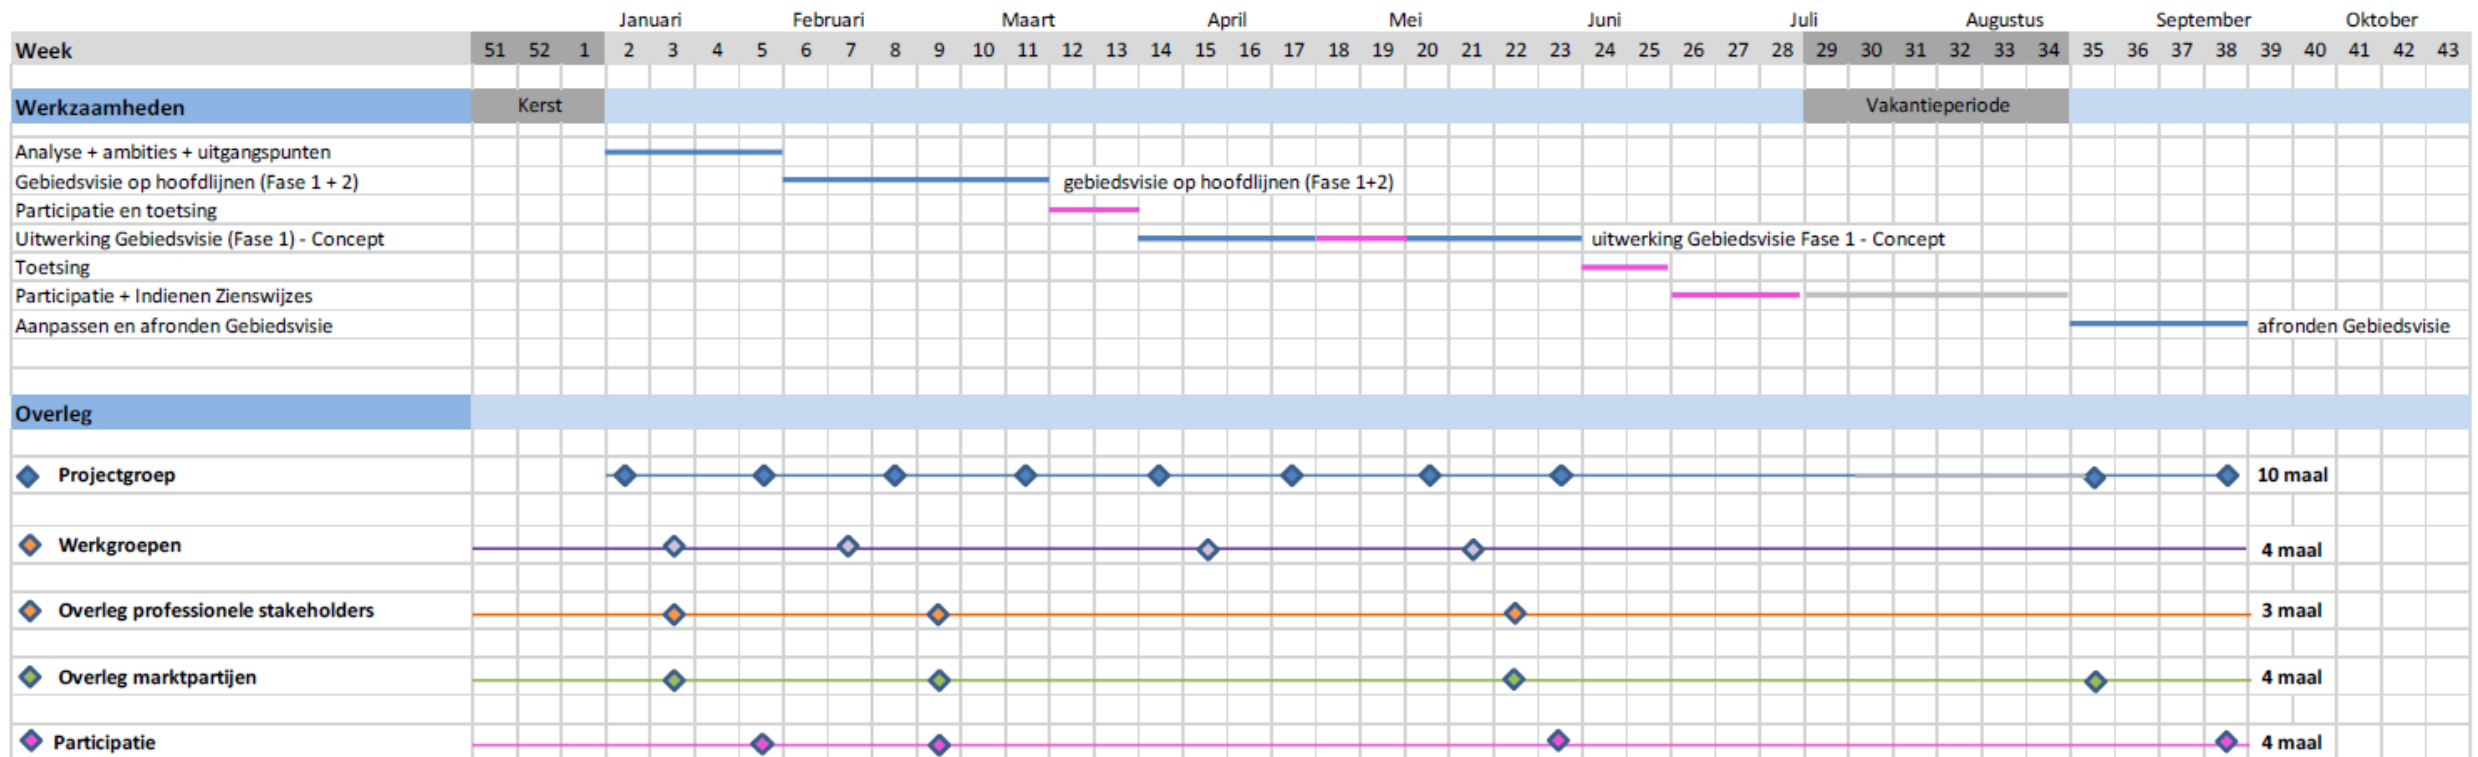 Januari Februari Maart April Mei Juni Juli Augustus September Oktober
Week 51 52 1 2 3 4 5 6 7 8 9 10 11 12 13 14 15 16 17 18 19 20 21 22 23 24 25 26 27 28 29 30 31 32 33 34 35 36 37 38 39 40 41 42 43
Werkzaamheden Kerst Vakantieperiode
Analyse + ambities + uitgangspunten
Gebiedsvisie op hoofdlijnen (Fase 1 + 2) gebiedsvisie op hoofdlijnen (Fase 1+2)
Participatie en toetsing
Uitwerking Gebiedsvisie (Fase 1) - Concept uitwerking Gebiedsvisie Fase 1 - Concept
Toetsing
Participatie + Indienen Zienswijzes
Aanpassen en afronden Gebiedsvisie afronden Gebiedsvisie
Overleg
Projectgroep 10 maal
Werkgroepen 4 maal
Overleg professionele stakeholders 3 maal
Overleg marktpartijen 4 maal
Participatie 4 maal